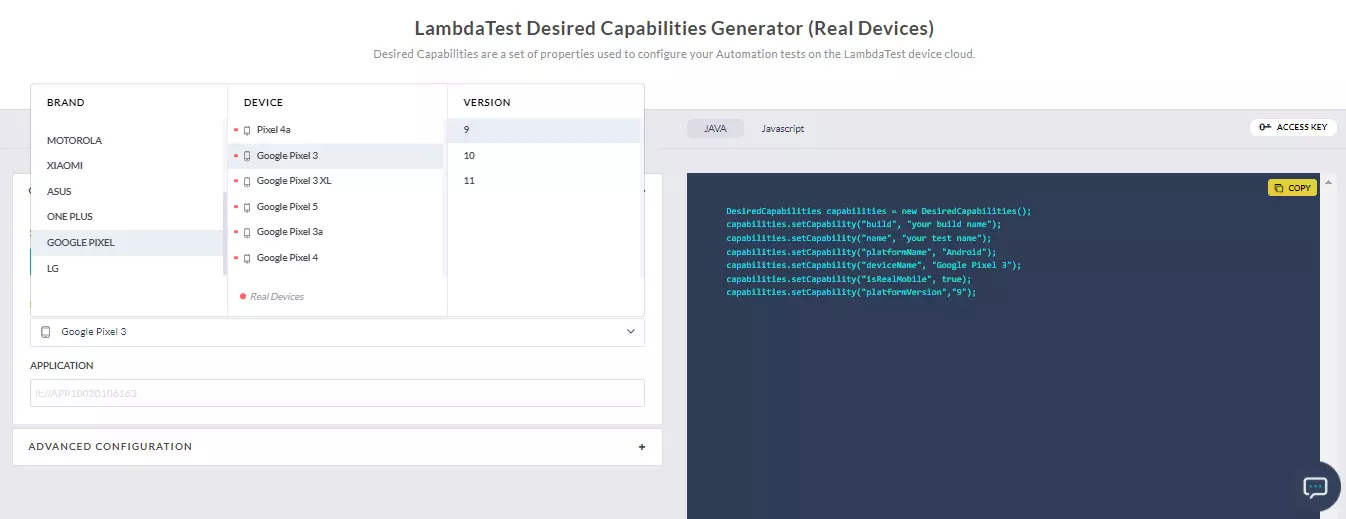 LambdaTest Desired Capabilities Generator (Real Devices)
Desired Capabilities are a set of properties used to configure your Automation tests on the LambdaTest device cloud.
BRAND
MOTOROLA
XIAOMI
ASUS
ONE PLUS
GOOGLE PIXEL
LG
DEVICE
Pixel 4a
Google Pixel 3
Google Pixel 3 XL
Google Pixel 5
Google Pixel 3a
Google Pixel 4
Real Devices
VERSION
9
10
11
Google Pixel 3
APPLICATION
lt://APP10020106163
ADVANCED CONFIGURATION +
JAVA Javascript
ACCESS KEY
COPY
DesiredCapabilities capabilities = new DesiredCapabilities();
capabilities.setCapability("build", "your build name");
capabilities.setCapability("name", "your test name");
capabilities.setCapability("platformName", "Android");
capabilities.setCapability("deviceName", "Google Pixel 3");
capabilities.setCapability("isRealMobile", true);
capabilities.setCapability("platformVersion","9");